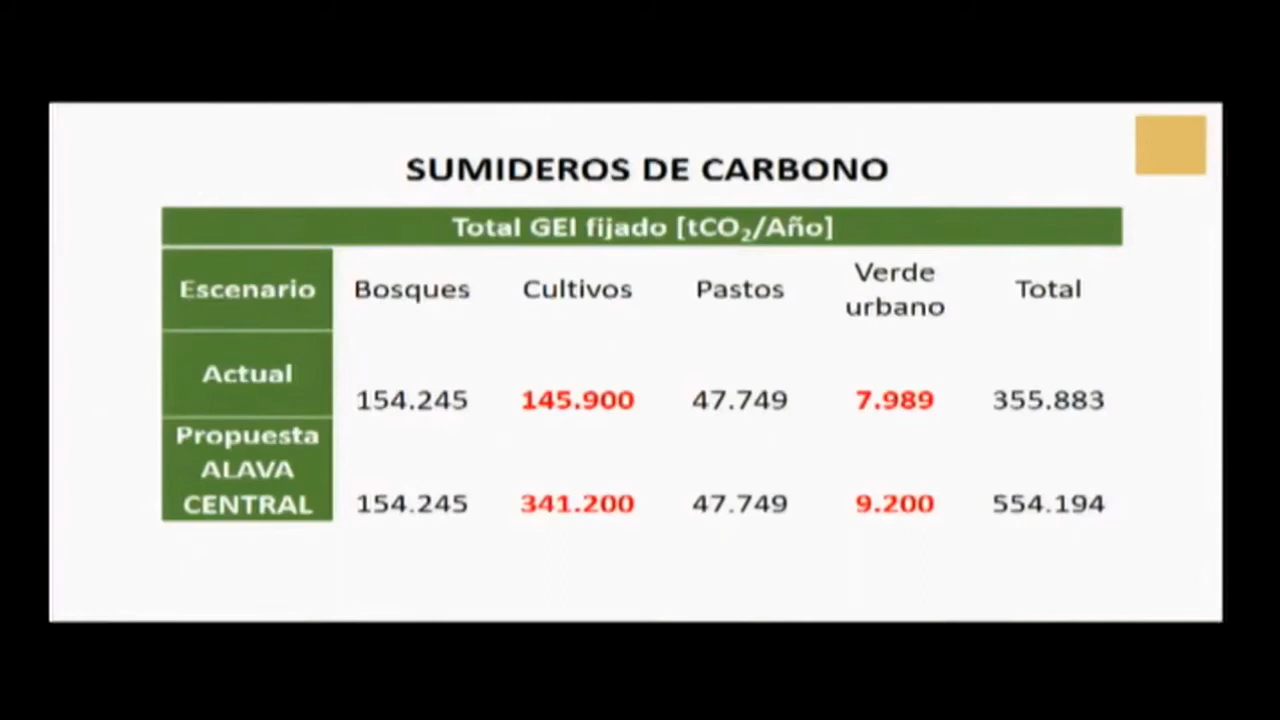 SUMIDEROS DE CARBONO
Total GEI fijado [tCO₂/Año]
Escenario Bosques Cultivos Pastos Verde urbano Total
Actual 154.245 145.900 47.749 7.989 355.883
Propuesta ALAVA CENTRAL 154.245 341.200 47.749 9.200 554.194